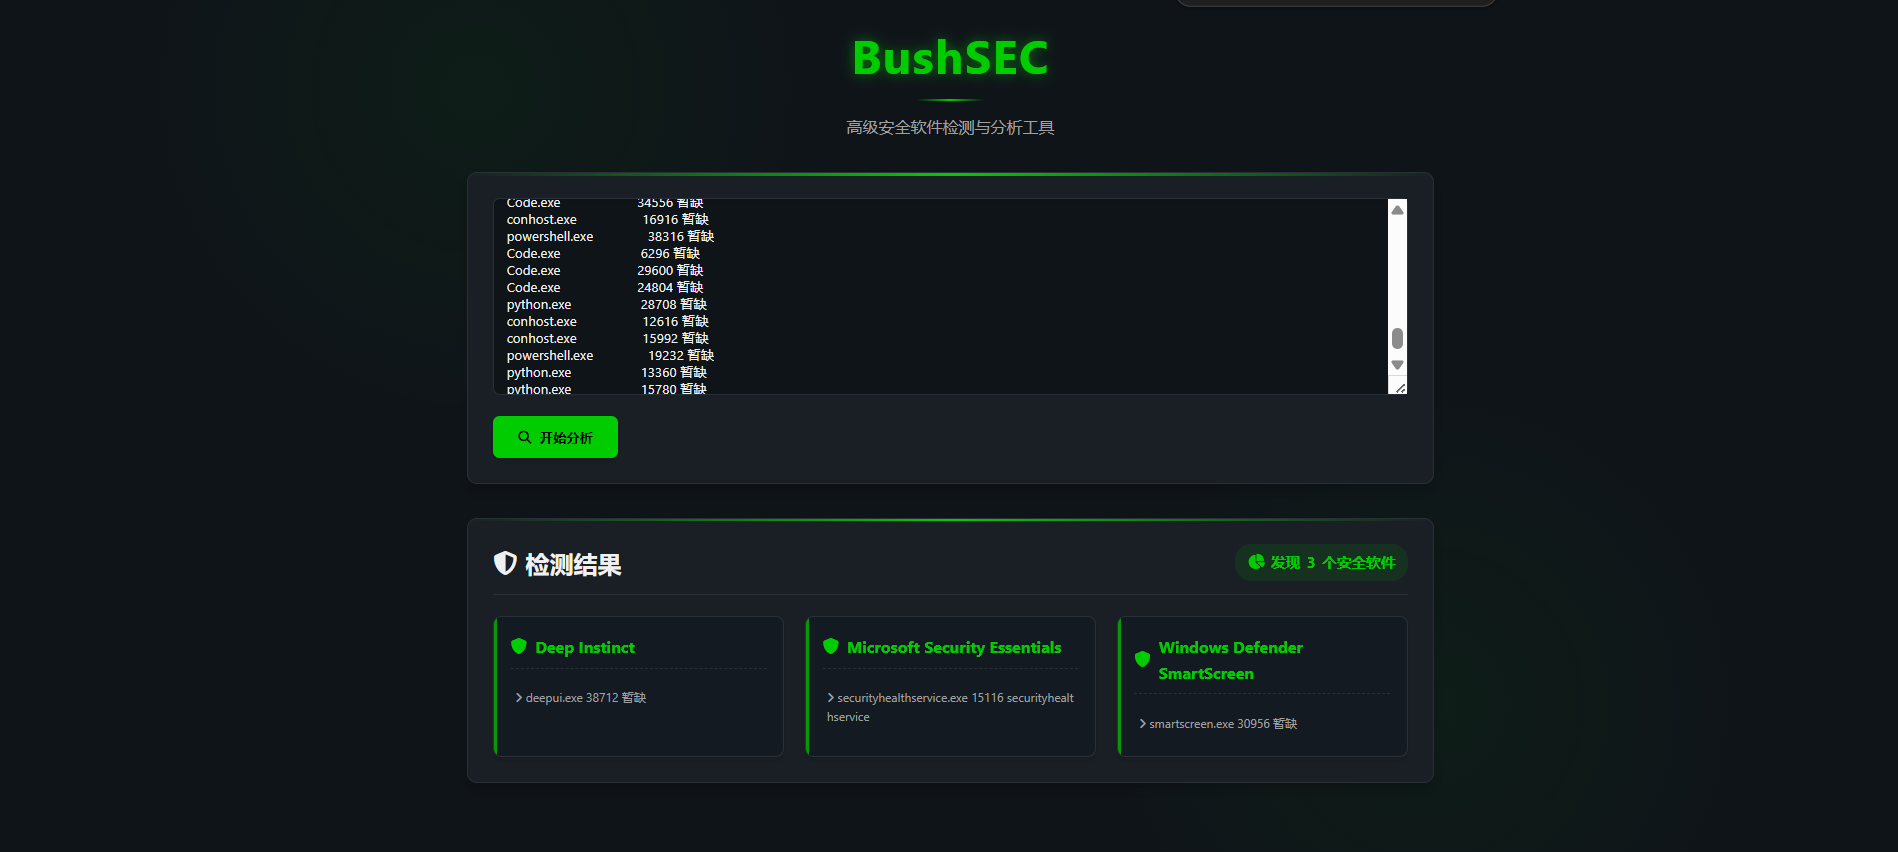 BushSEC
高级安全软件检测与分析工具
Code.exe 34556 暂缺
conhost.exe 16916 暂缺
powershell.exe 38316 暂缺
Code.exe 6296 暂缺
Code.exe 29600 暂缺
Code.exe 24804 暂缺
python.exe 28708 暂缺
conhost.exe 12616 暂缺
conhost.exe 15992 暂缺
powershell.exe 19232 暂缺
python.exe 13360 暂缺
python.exe 15780 暂缺
开始分析
检测结果
发现 3 个安全软件
Deep Instinct
deepui.exe 38712 暂缺
Microsoft Security Essentials
securityhealthservice.exe 15116 securityhealt
hservice
Windows Defender
SmartScreen
smartscreen.exe 30956 暂缺